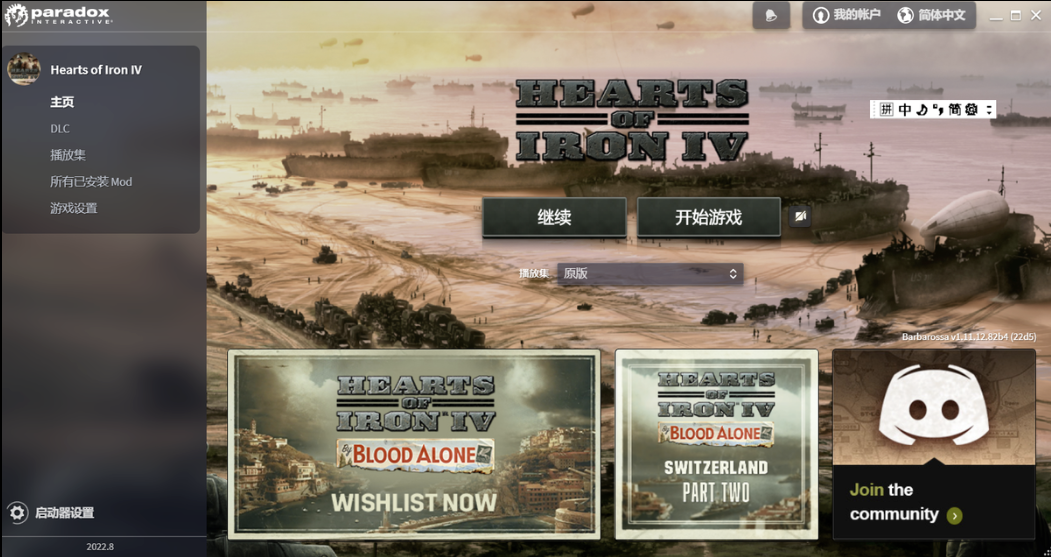 paradox
INTERACTIVE
我的帐户
简体中文
Hearts of Iron IV
主页
DLC
播放集
所有已安装 Mod
游戏设置
HEARTS
OF
IRON IV
拼 中 简
继续
开始游戏
播放集
原版
Barbarossa v1.11.12.82b4 (22d5)
HEARTS
OF
IRON IV
By BLOOD ALONE
WISHLIST NOW
HEARTS
OF
IRON IV
By BLOOD ALONE
SWITZERLAND
PART TWO
Join the
community
启动器设置
2022.8